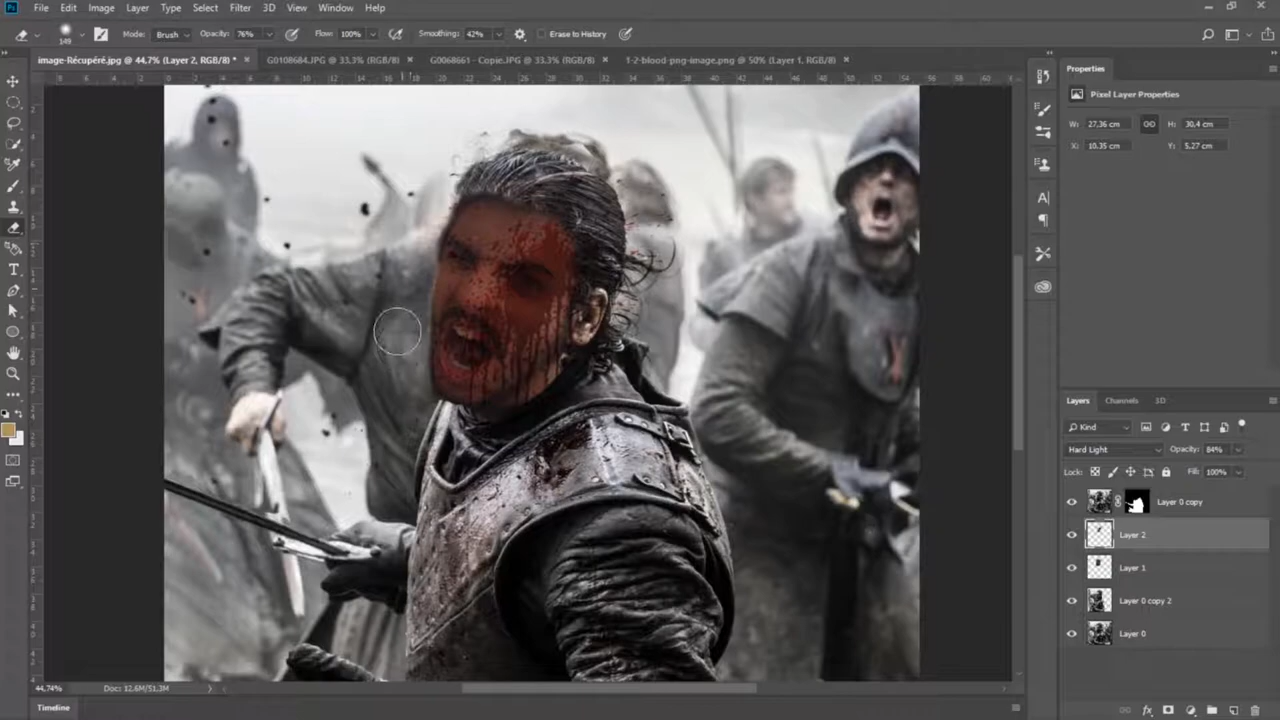 Ps File Edit Image Layer Type Select Filter 3D View Window Help
149 Mode: Brush Opacity: 76% Flow: 100% Smoothing: 42% Erase to History
image-Récupéré.jpg @ 44,7% (Layer 2, RGB/8) * × G0108684.JPG @ 33,3% (RGB/8) × G0068661 - Copie.JPG @ 33,3% (RGB/8) × 1-2-blood-png-image.png @ 50% (Layer 1, RGB/8) ×
Properties
Pixel Layer Properties
W: 27,36 cm H: 30,4 cm
X: 10.35 cm Y: 5.27 cm
Layers Channels 3D
Kind
Hard Light Opacity: 84%
Lock: Fill: 100%
Layer 0 copy
Layer 2
Layer 1
Layer 0 copy 2
Layer 0
44,74% Doc: 12.6M/51.3M
Timeline